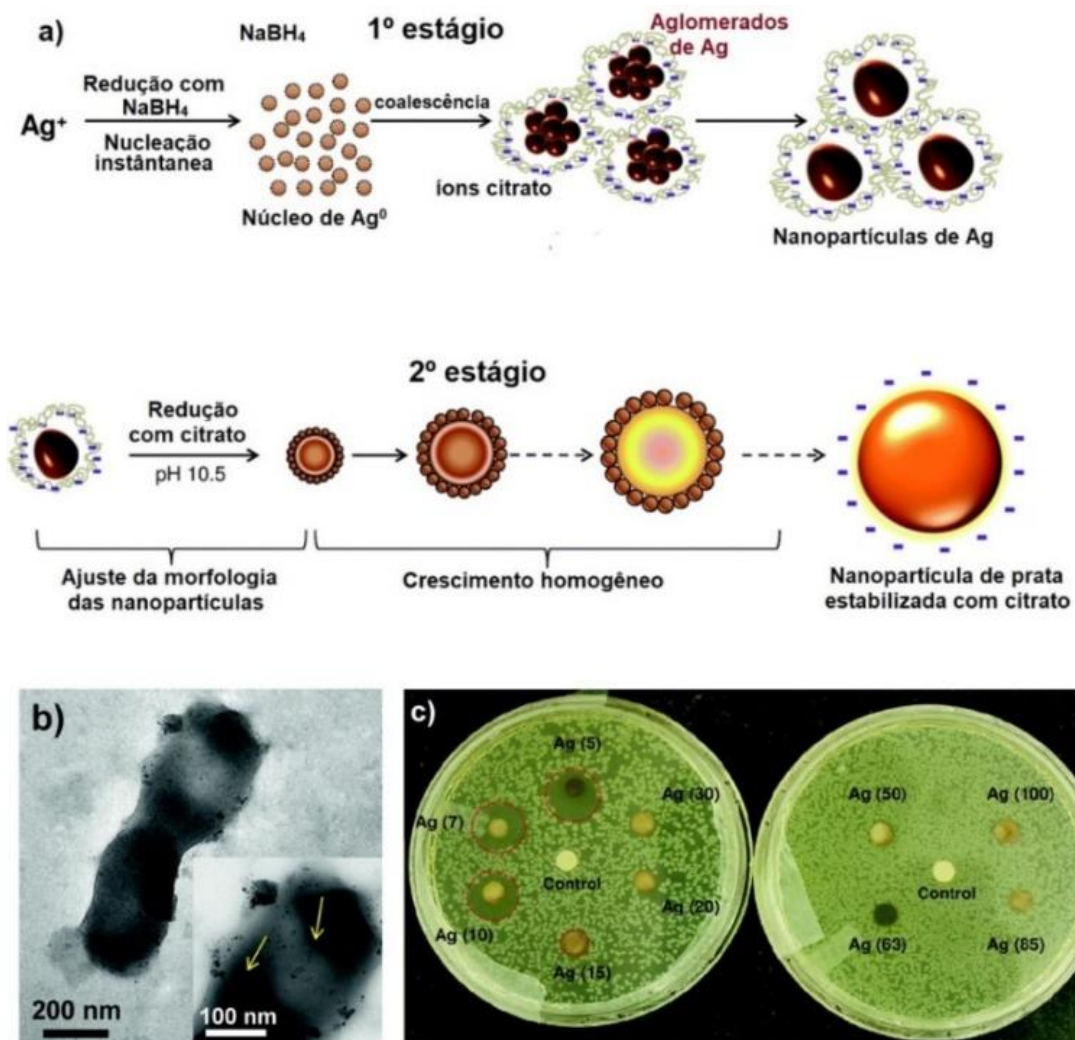 a)
NaBH₄
1º estágio
Aglomerados
de Ag
Redução com
NaBH₄
Ag⁺
Nucleação
instântanea
coalescência
íons citrato
Núcleo de Ag⁰
Nanopartículas de Ag
2º estágio
Redução
com citrato
pH 10.5
Ajuste da morfologia
das nanopartículas
Crescimento homogêneo
Nanopartícula de prata
estabilizada com citrato
b)
200 nm
100 nm
c)
Ag (5)
Ag (30)
Ag (7)
Control
Ag (20)
Ag (10)
Ag (15)
Ag (50)
Ag (100)
Control
Ag (63)
Ag (85)